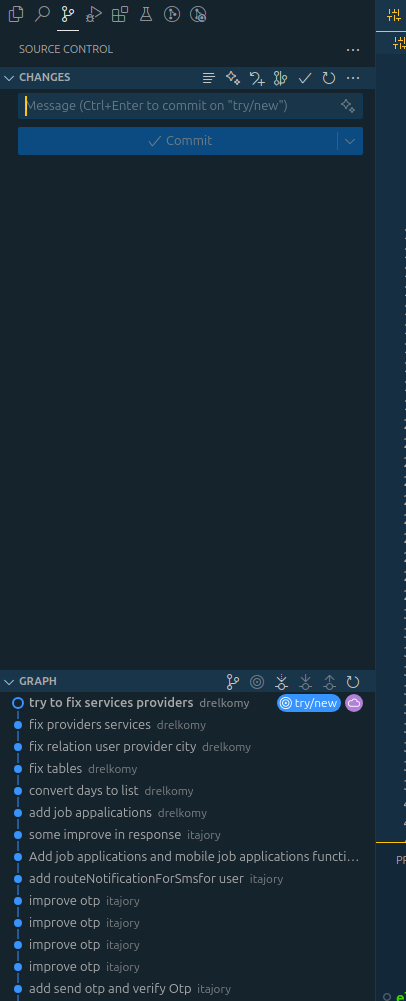 SOURCE CONTROL
CHANGES
Message (Ctrl+Enter to commit on "try/new")
Commit
GRAPH
try to fix services providers drelkomy try/new
fix providers services drelkomy
fix relation user provider city drelkomy
fix tables drelkomy
convert days to list drelkomy
add job appalications drelkomy
some improve in response itajory
Add job applications and mobile job applications functi...
add routeNotificationForSmsfor user itajory
improve otp itajory
improve otp itajory
improve otp itajory
improve otp itajory
add send otp and verify Otp itajory